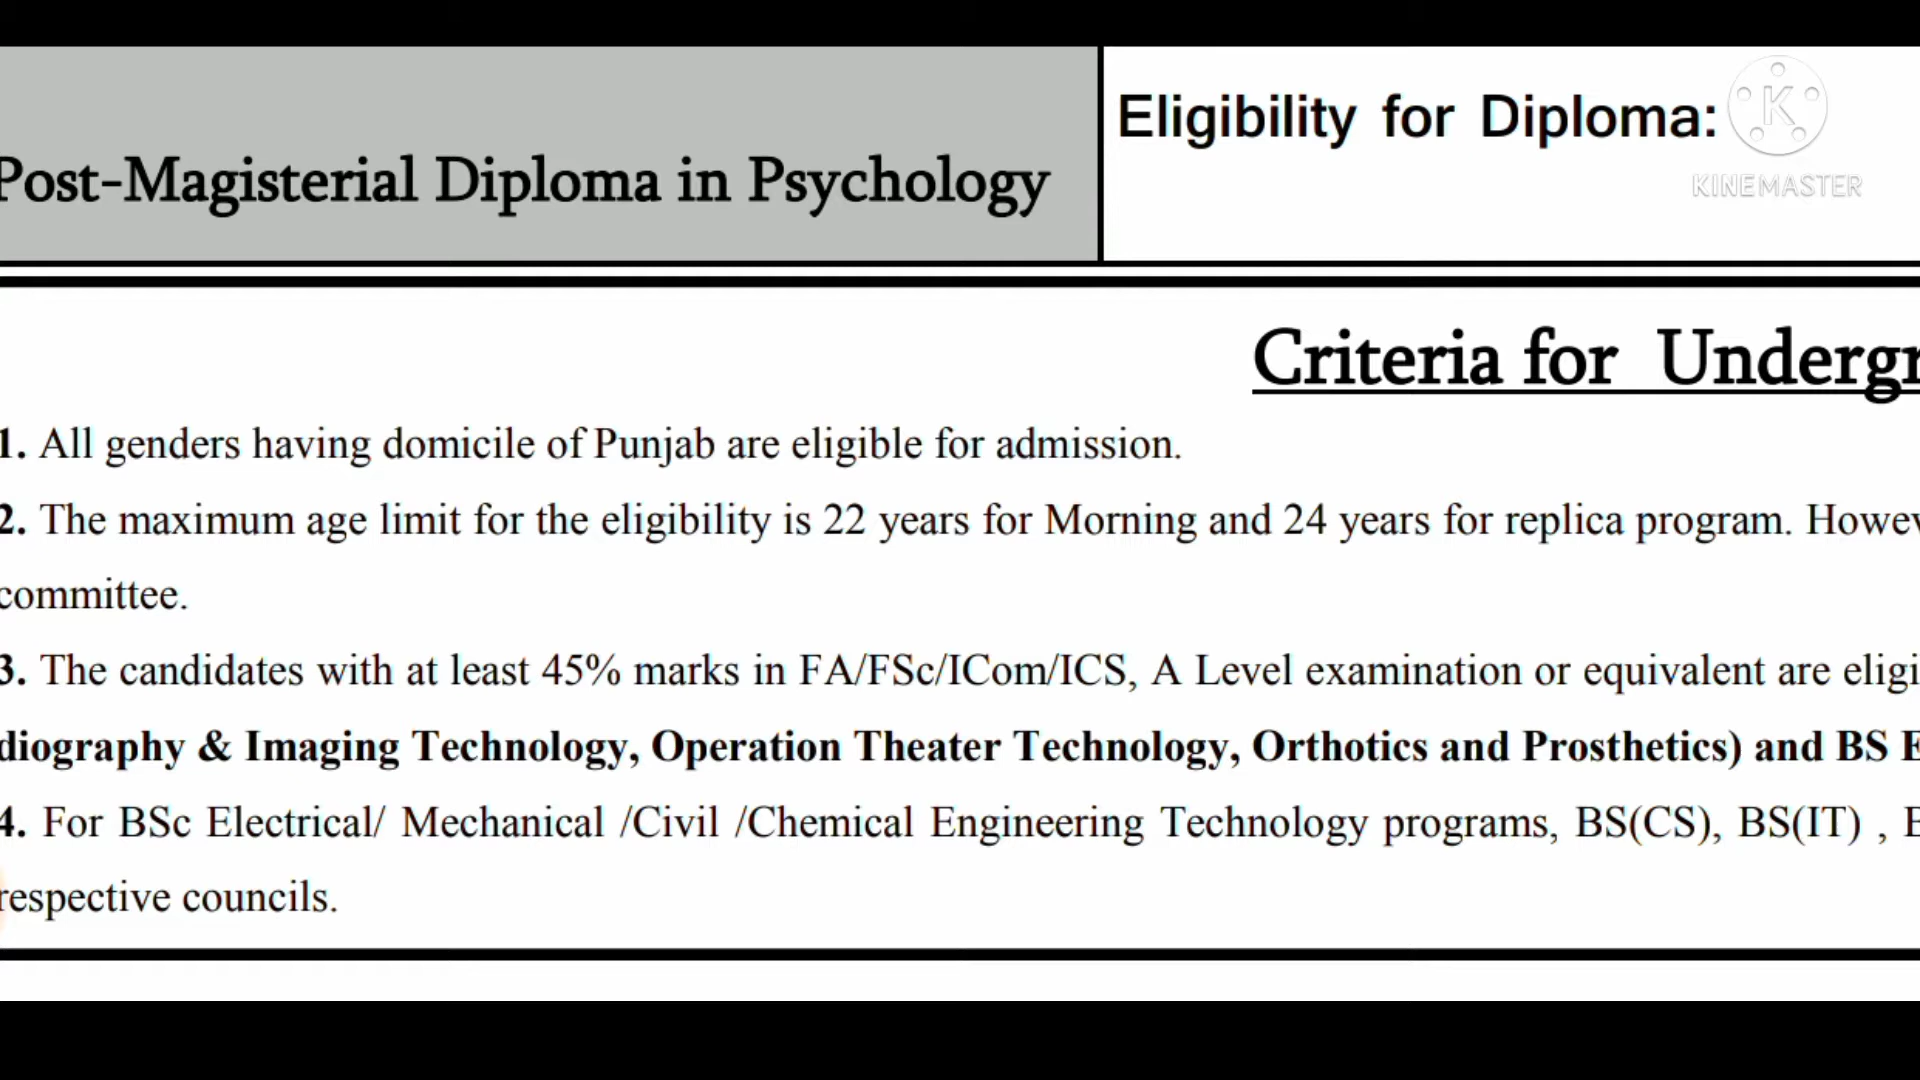 Post-Magisterial Diploma in Psychology
Eligibility for Diploma:
KINEMASTER
Criteria for Undergr
1. All genders having domicile of Punjab are eligible for admission.
2. The maximum age limit for the eligibility is 22 years for Morning and 24 years for replica program. Howev
committee.
3. The candidates with at least 45% marks in FA/FSc/ICom/ICS, A Level examination or equivalent are eligi
diography & Imaging Technology, Operation Theater Technology, Orthotics and Prosthetics) and BS E
4. For BSc Electrical/ Mechanical /Civil /Chemical Engineering Technology programs, BS(CS), BS(IT) , B
respective councils.